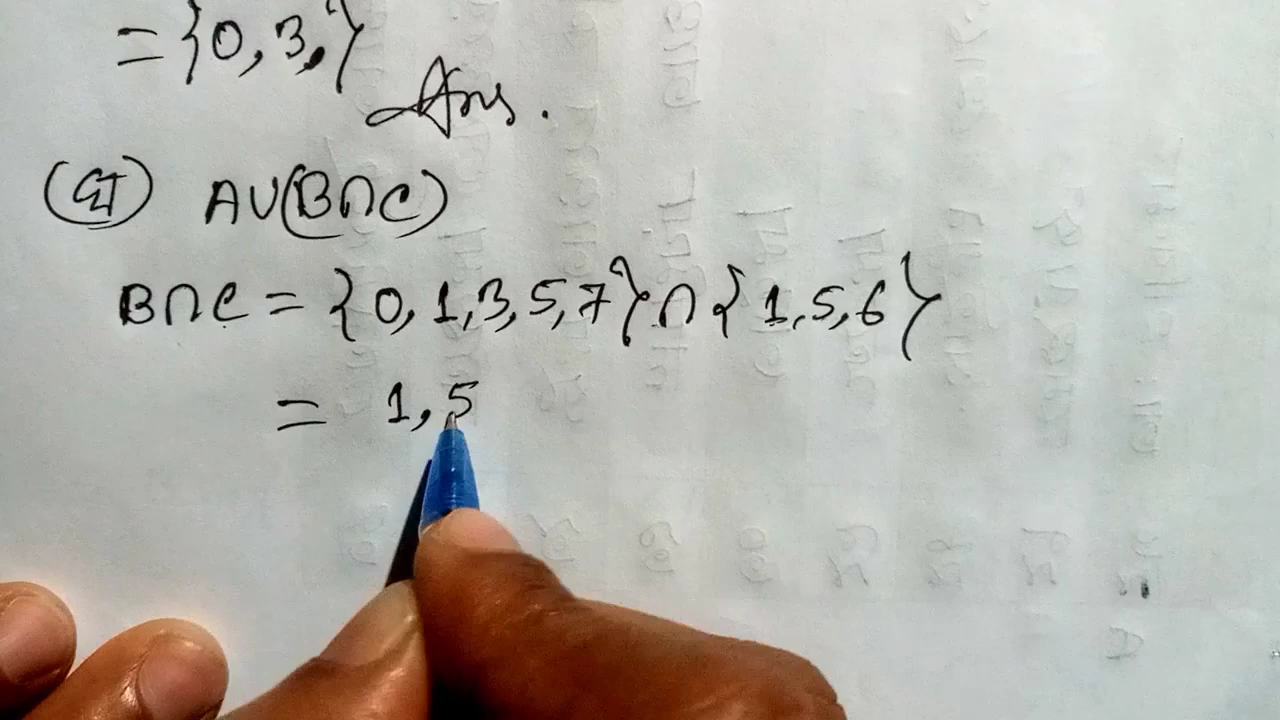 = {0, 3,}
Ans.
A∪(B∩C)
B∩C = {0, 1, 3, 5, 7} ∩ {1, 5, 6}
= 1, 5